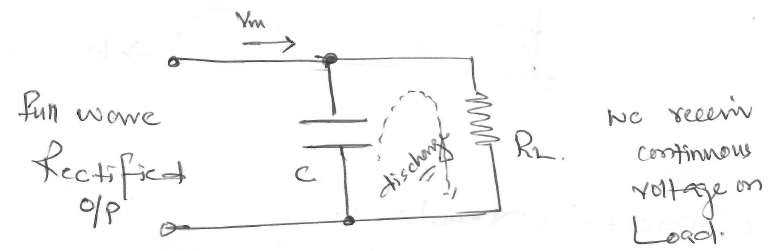 Vm
Full wave
Rectified
O/P
C
discharge
RL.
we receive
continuous
voltage on
Load.